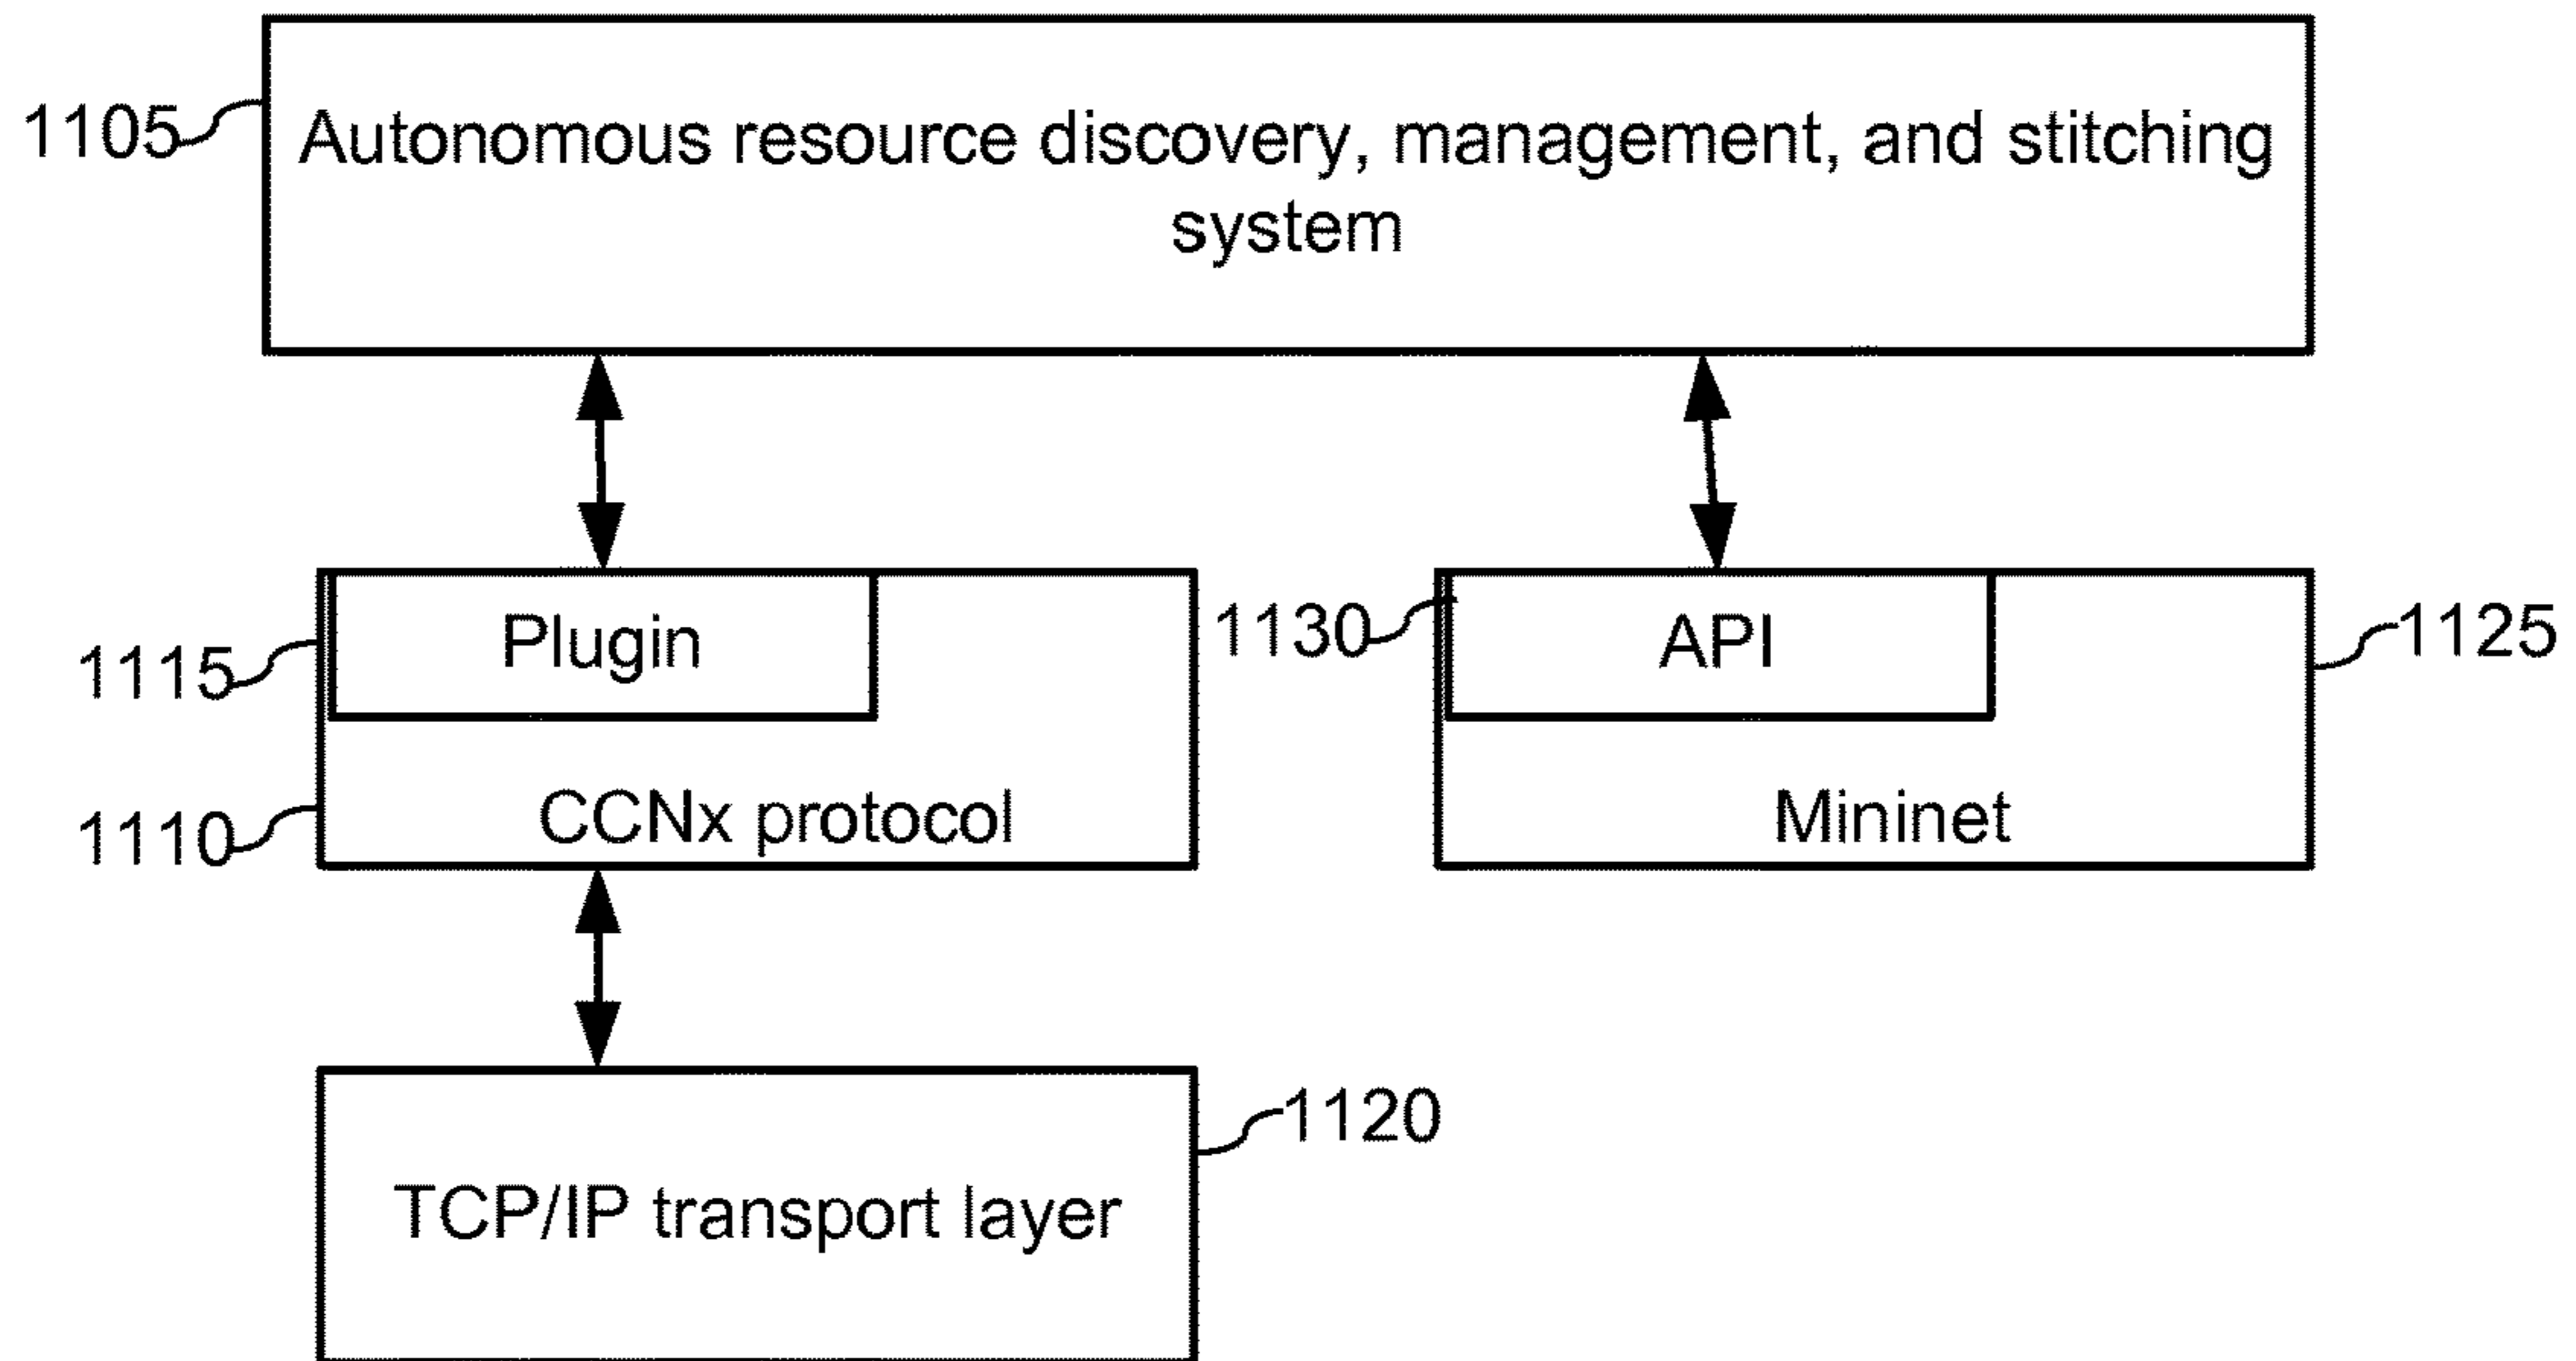 1105
Autonomous resource discovery, management, and stitching
system
1115
Plugin
1130
API
1125
1110
CCNx protocol
Mininet
1120
TCP/IP transport layer